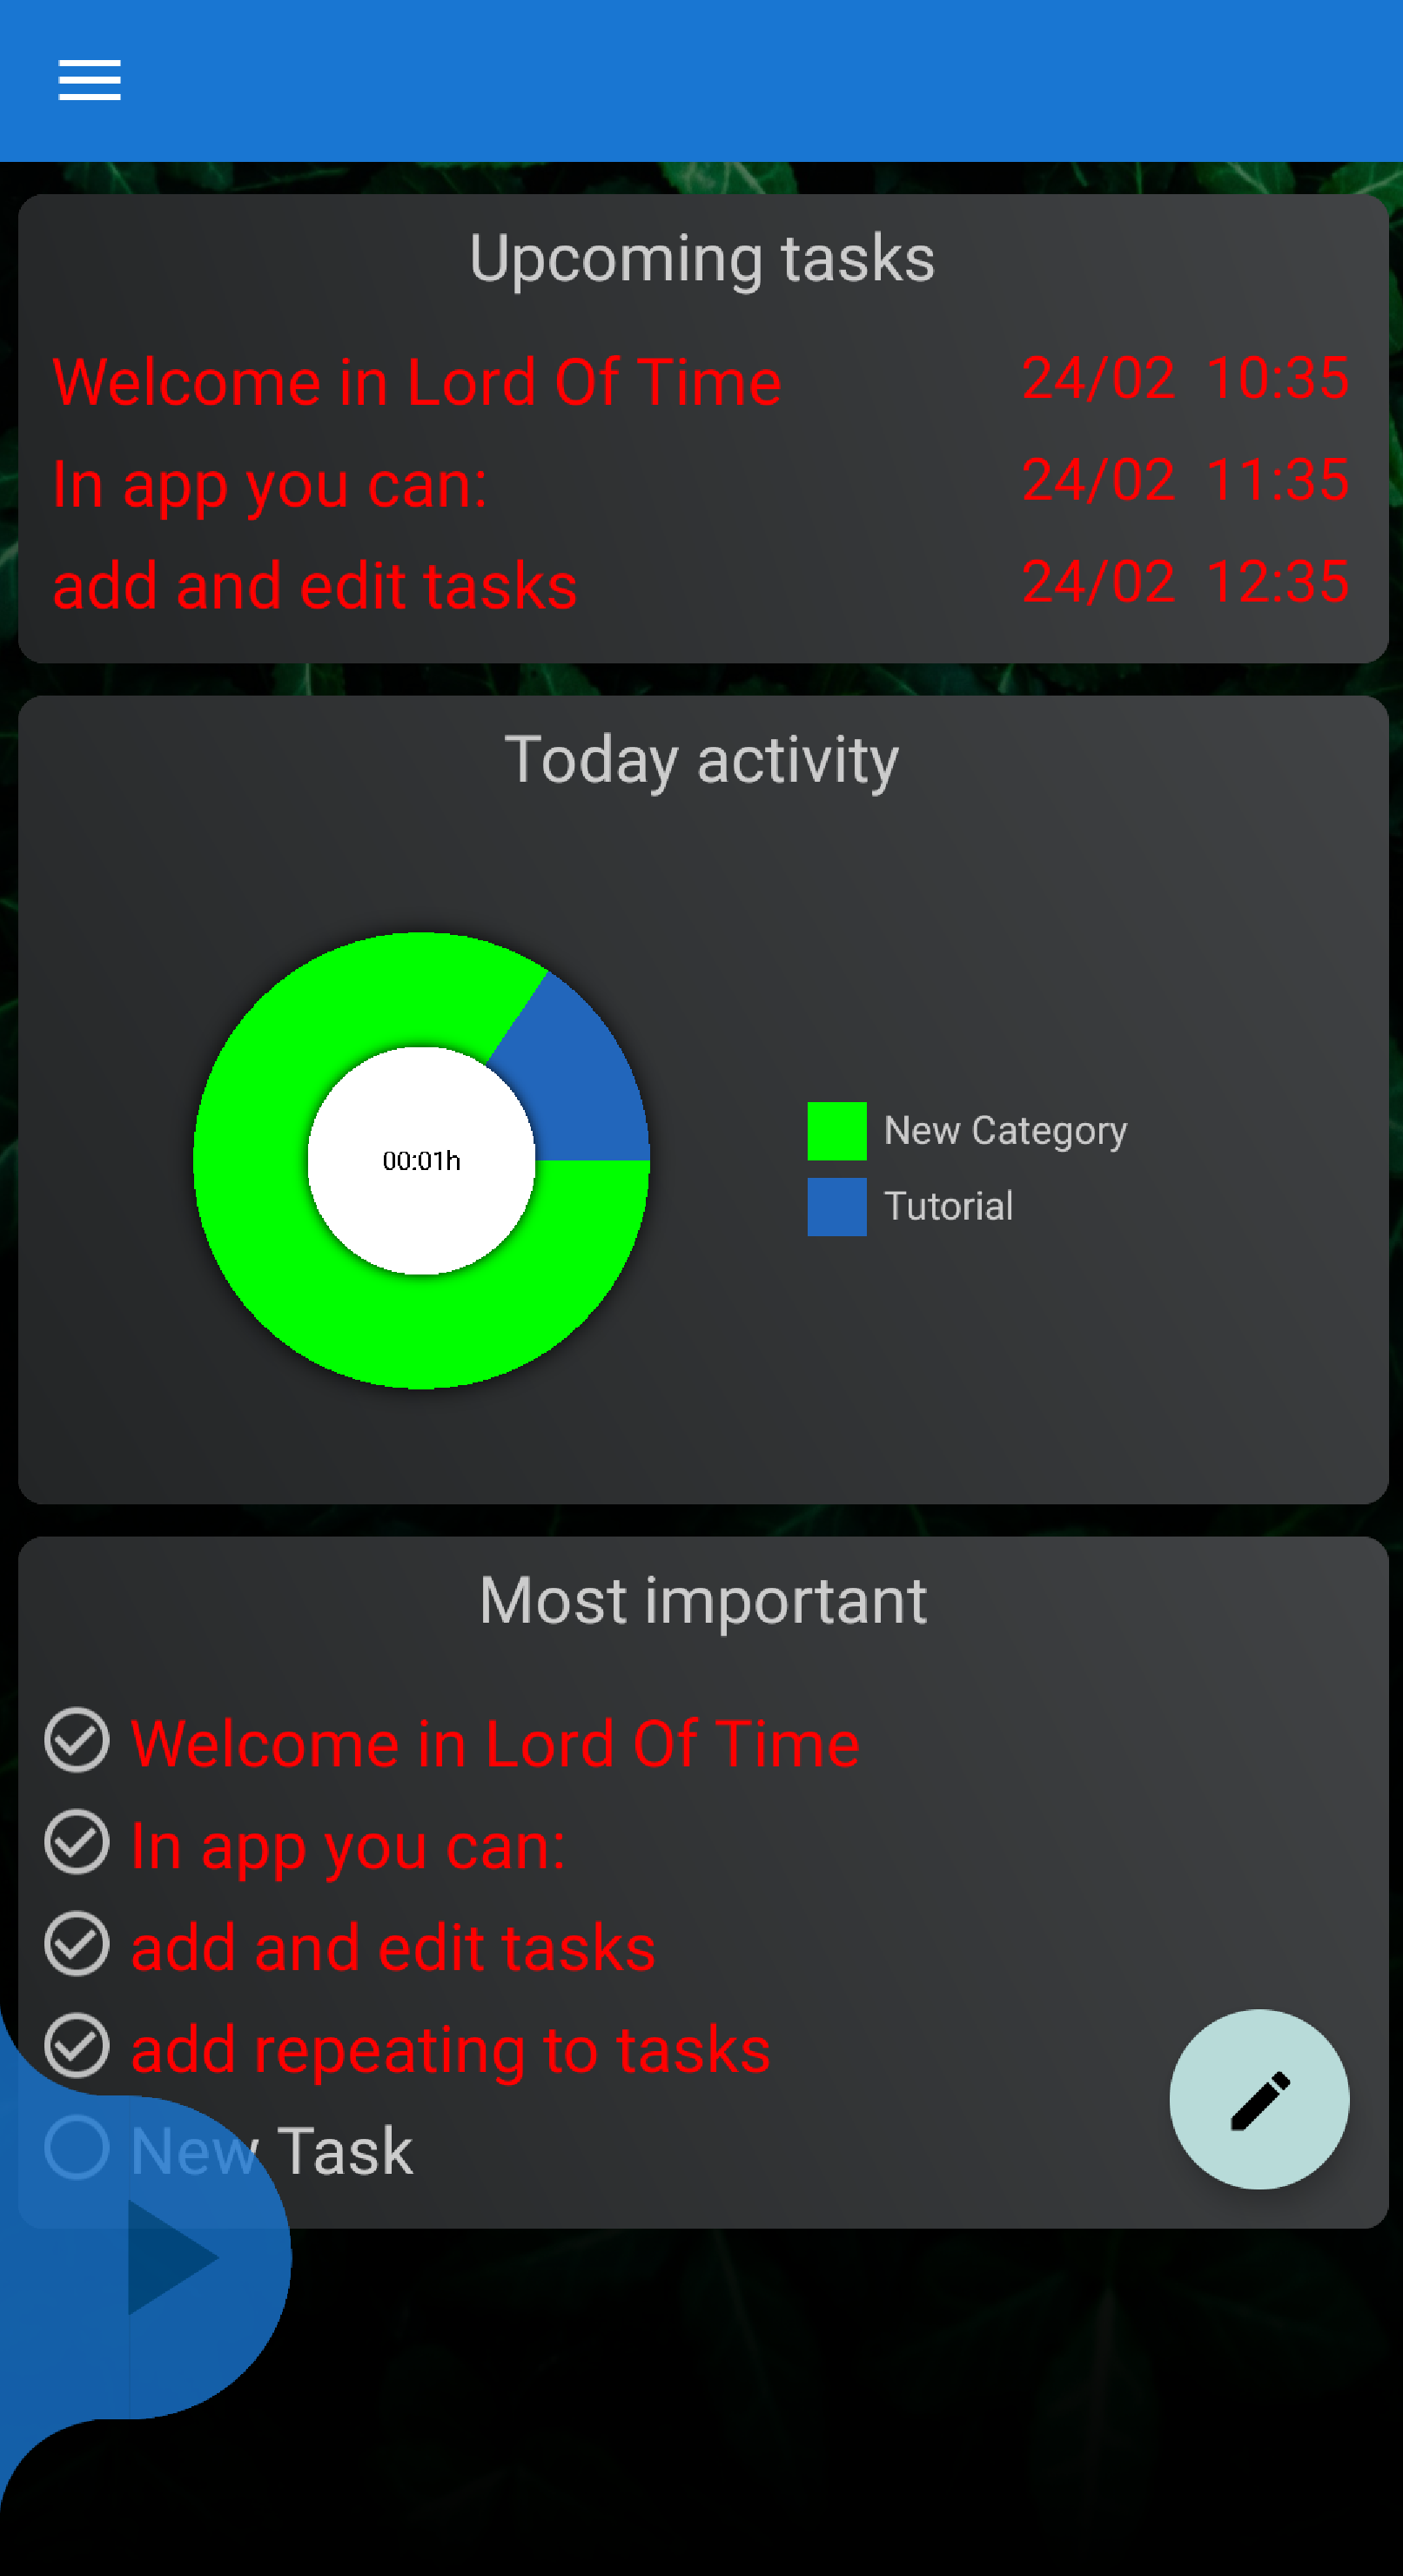 Upcoming tasks
Welcome in Lord Of Time 24/02 10:35
In app you can: 24/02 11:35
add and edit tasks 24/02 12:35
Today activity
00:01h
New Category
Tutorial
Most important
Welcome in Lord Of Time
In app you can:
add and edit tasks
add repeating to tasks
New Task